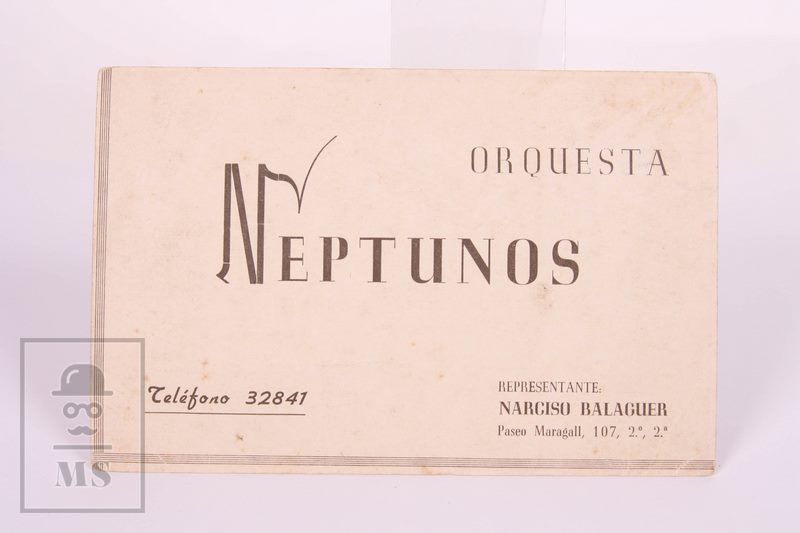 ORQUESTA
NEPTUNOS
Teléfono 32841
REPRESENTANTE:
NARCISO BALAGUER
Paseo Maragall, 107, 2.º, 2.ª
MS